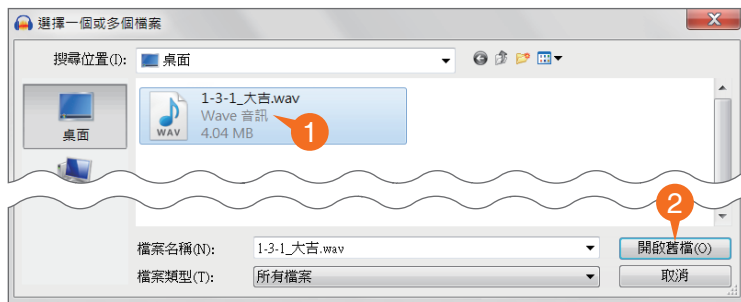 選擇一個或多個檔案
X
搜尋位置(I): 桌面
1-3-1_大吉.wav
Wave 音訊
4.04 MB
WAV
1
桌面
2
檔案名稱(N): 1-3-1_大吉.wav 開啟舊檔(O)
檔案類型(T): 所有檔案 取消